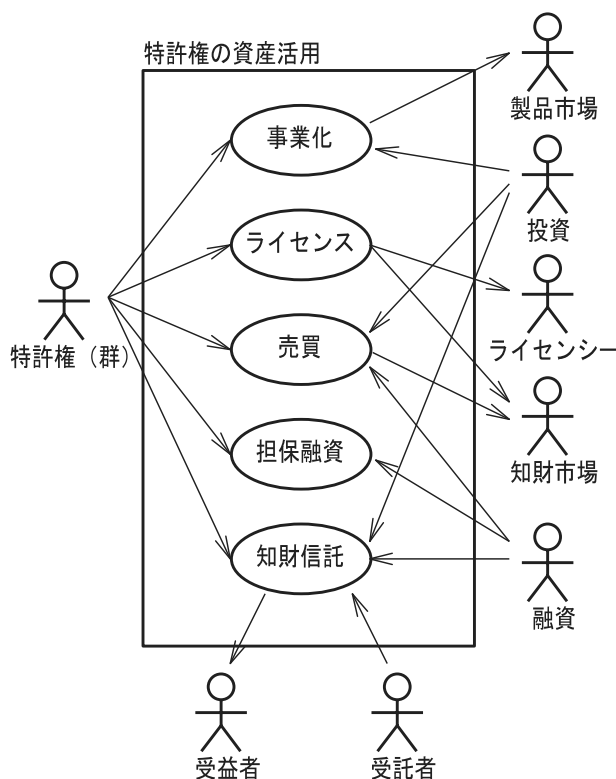 特許権の資産活用
事業化
ライセンス
売買
担保融資
知財信託
特許権（群）
製品市場
投資
ライセンシー
知財市場
融資
受益者
受託者